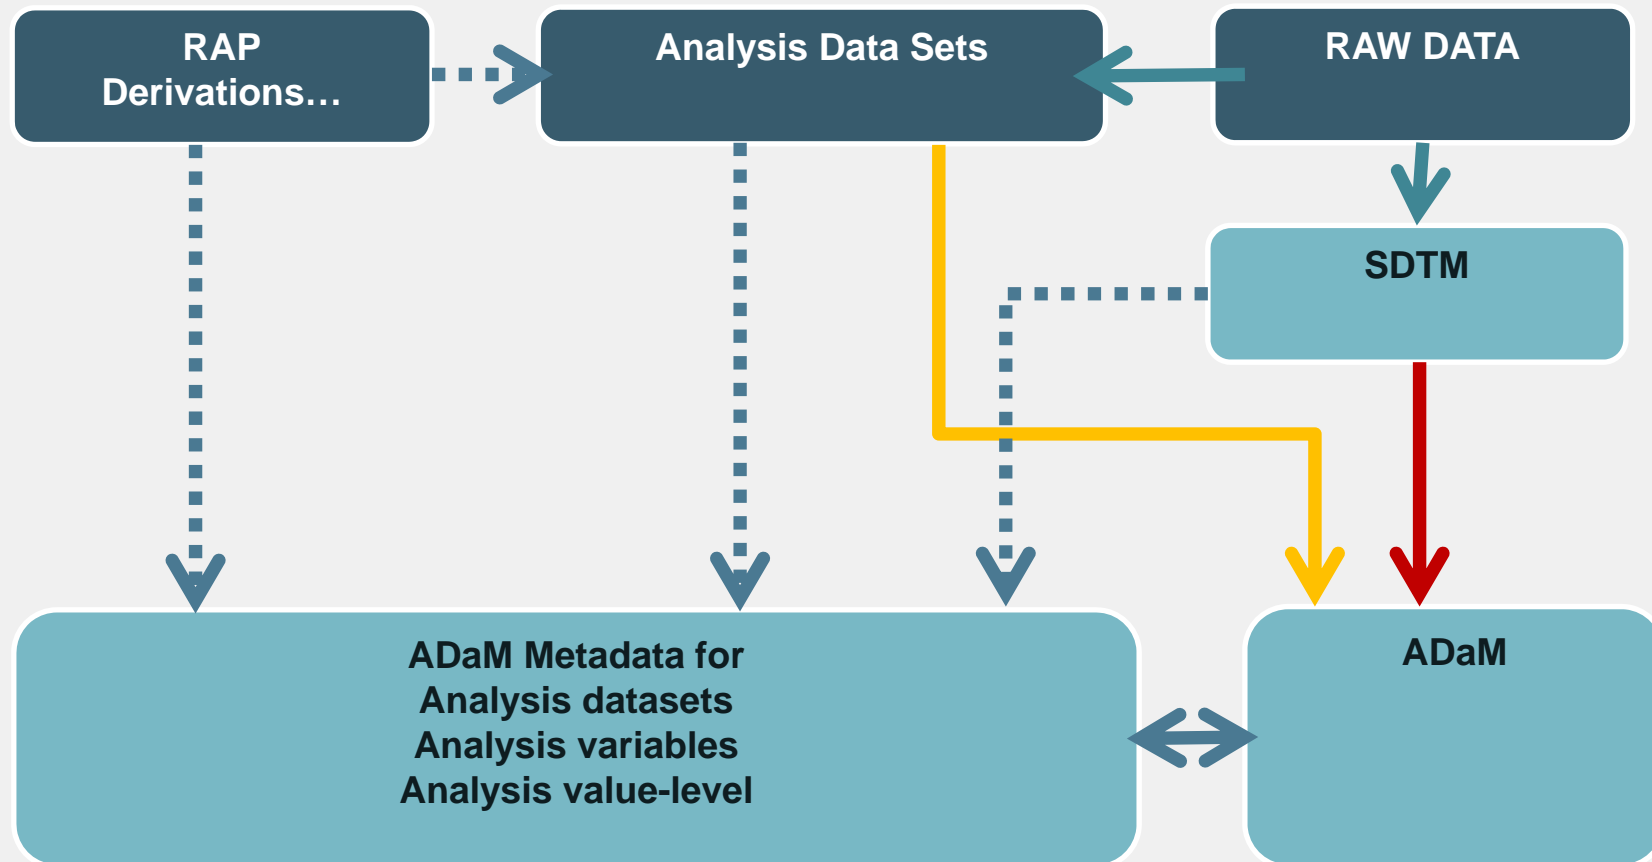 RAP
Derivations…
Analysis Data Sets
RAW DATA
SDTM
ADaM Metadata for
Analysis datasets
Analysis variables
Analysis value-level
ADaM